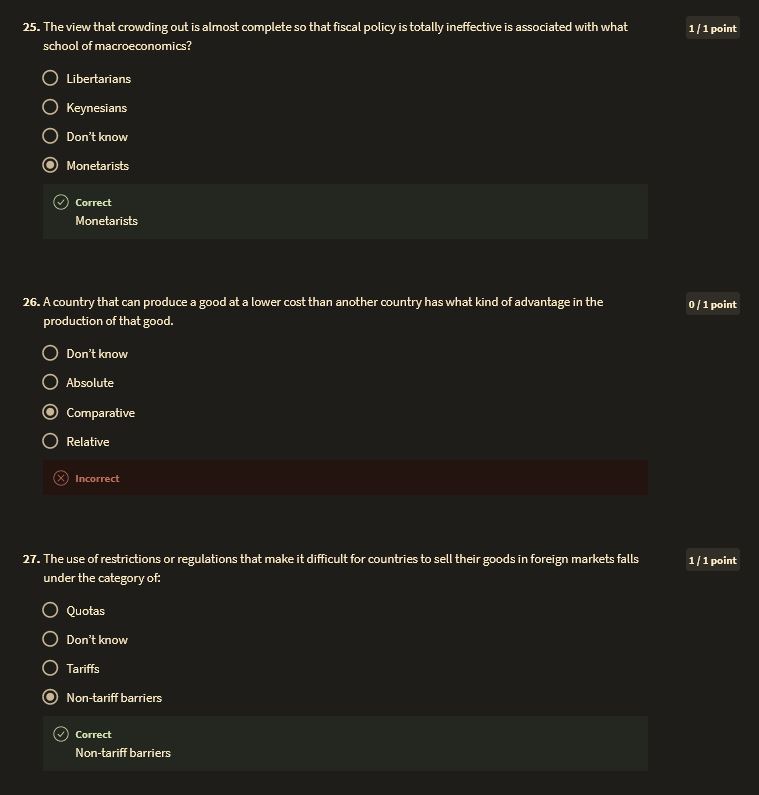 25. The view that crowding out is almost complete so that fiscal policy is totally ineffective is associated with what
1 / 1 point
school of macroeconomics?
Libertarians
Keynesians
Don't know
Monetarists
Correct
Monetarists
26. A country that can produce a good at a lower cost than another country has what kind of advantage in the
0 / 1 point
production of that good.
Don't know
Absolute
Comparative
Relative
Incorrect
27. The use of restrictions or regulations that make it difficult for countries to sell their goods in foreign markets falls
1 / 1 point
under the category of:
Quotas
Don't know
Tariffs
Non-tariff barriers
Correct
Non-tariff barriers